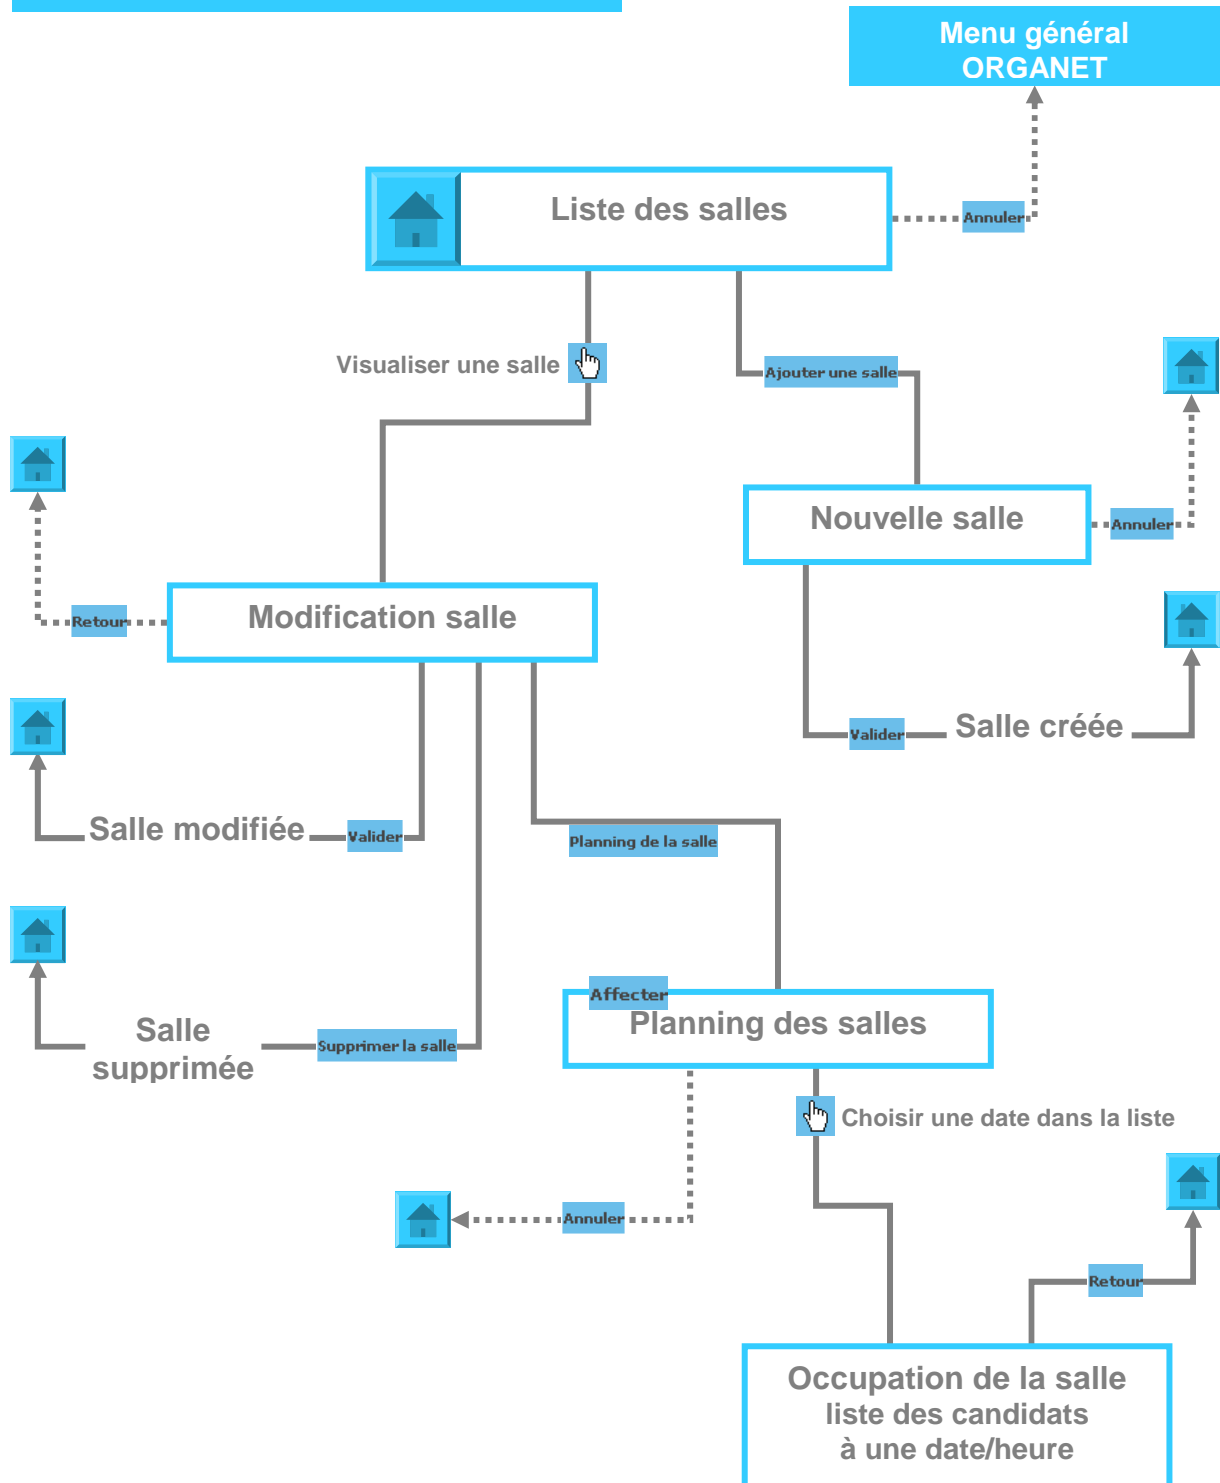 Menu général
ORGANET
Liste des salles
Annuler
Visualiser une salle
Ajouter une salle
Nouvelle salle
Annuler
Modification salle
Retour
Valider
Salle créée
Salle modifiée
Valider
Planning de la salle
Affecter
Planning des salles
Salle
supprimée
Supprimer la salle
Choisir une date dans la liste
Annuler
Retour
Occupation de la salle
liste des candidats
à une date/heure